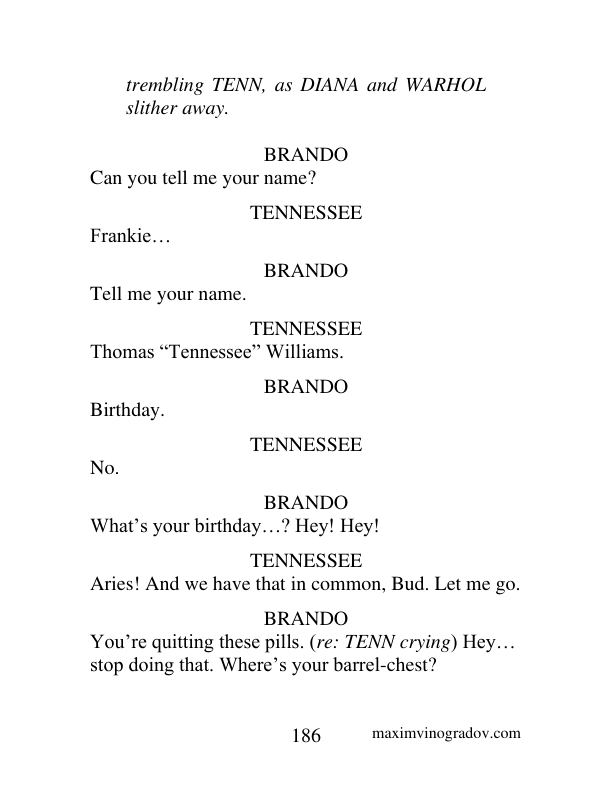 trembling TENN, as DIANA and WARHOL
slither away.
BRANDO
Can you tell me your name?
TENNESSEE
Frankie…
BRANDO
Tell me your name.
TENNESSEE
Thomas “Tennessee” Williams.
BRANDO
Birthday.
TENNESSEE
No.
BRANDO
What’s your birthday…? Hey! Hey!
TENNESSEE
Aries! And we have that in common, Bud. Let me go.
BRANDO
You’re quitting these pills. (re: TENN crying) Hey…
stop doing that. Where’s your barrel-chest?
186 maximvinogradov.com